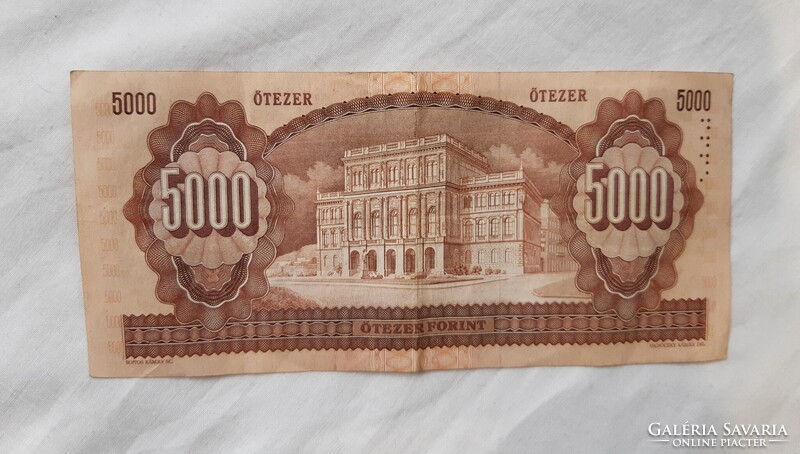 5000 ÖTEZER ÖTEZER 5000
5000 5000
ÖTEZER FORINT
GALÉRIA SAVARIA
ONLINE PIACTÉR